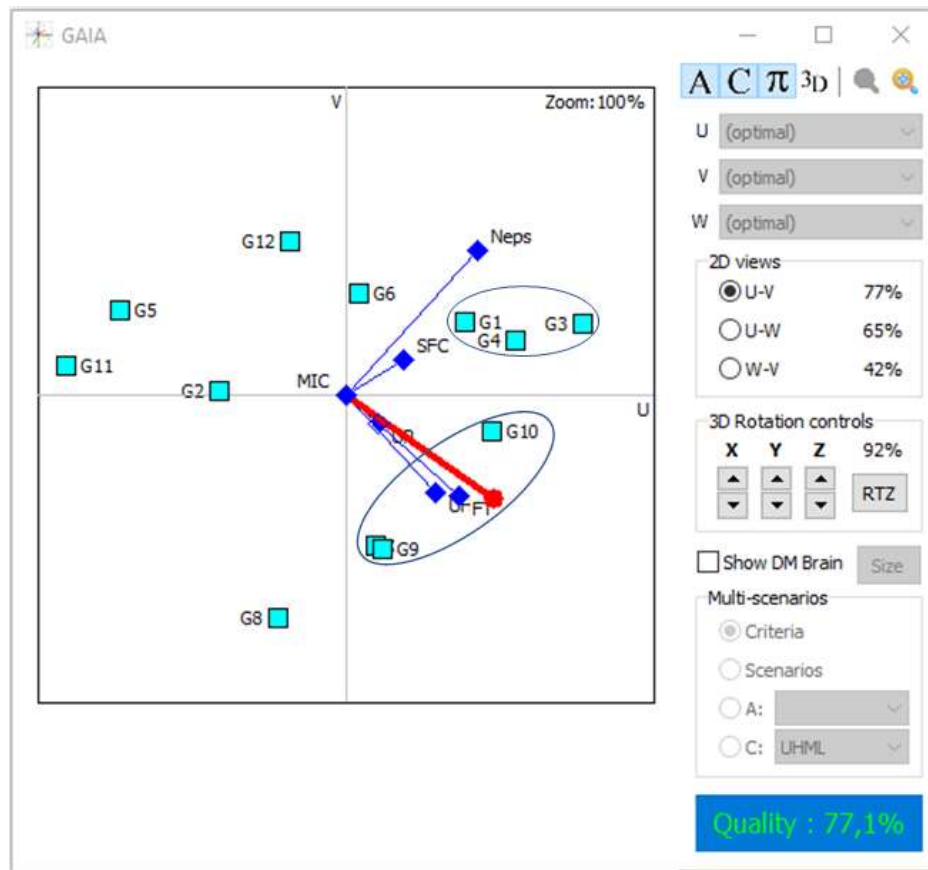 GAIA
A C π 3D
V
Zoom: 100%
U (optimal)
V (optimal)
W (optimal)
2D views
U-V 77%
U-W 65%
W-V 42%
3D Rotation controls
X Y Z 92%
RTZ
Show DM Brain Size
Multi-scenarios
Criteria
Scenarios
A:
C: UHML
Quality : 77,1%
G12
Neps
G5
G6
G1
G3
G4
SFC
G11
MIC
G2
U
G10
G9
G8